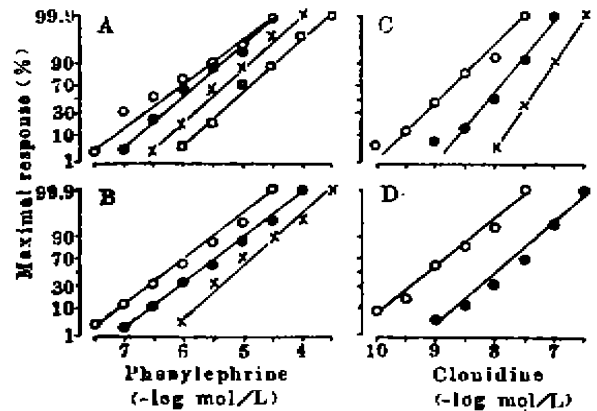 Maximal response (%)
A
99.9
90
70
30
10
1
C
B
99.9
90
70
30
10
1
D
7 6 5 4
10 9 8 7
Phenylephrine
(-log mol/L)
Clonidine
(-log mol/L)